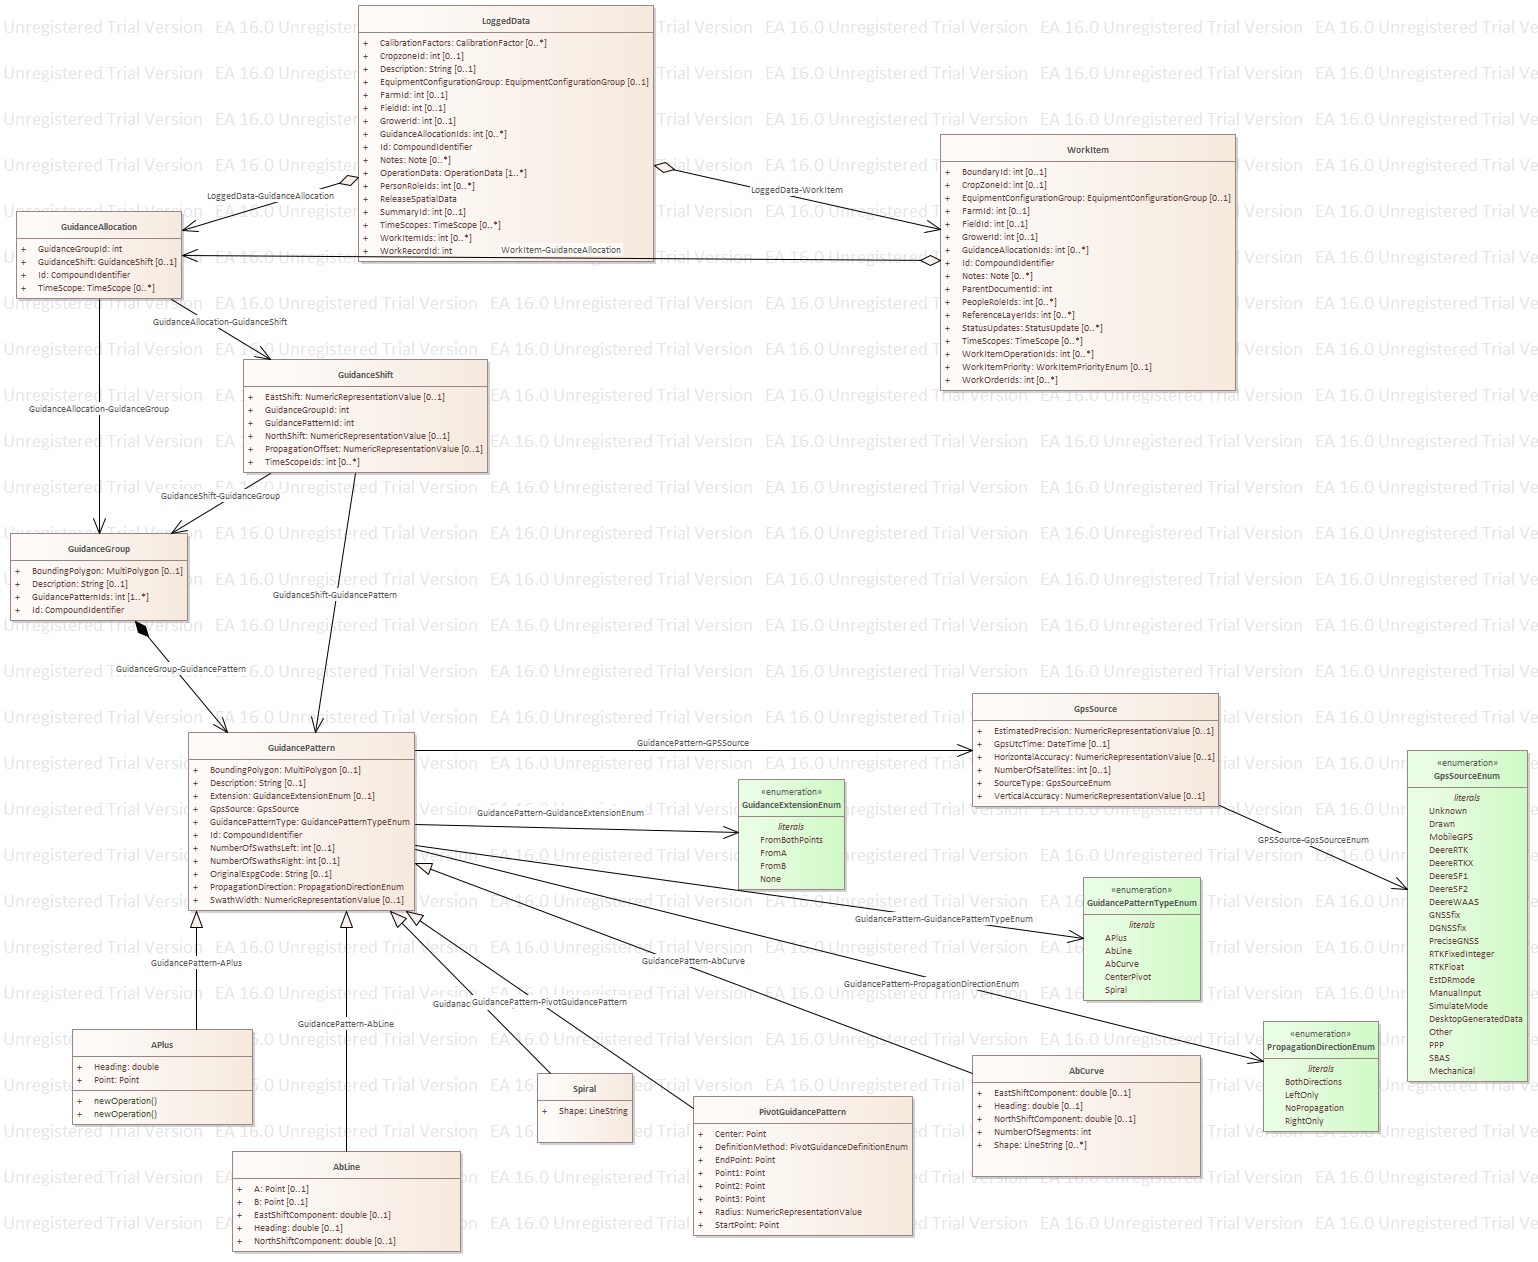 LoggedData
+ CalibrationFactors: CalibrationFactor [0..*]
+ CropzoneId: int [0..1]
+ Description: String [0..1]
+ EquipmentConfigurationGroup: EquipmentConfigurationGroup [0..1]
+ FarmId: int [0..1]
+ FieldId: int [0..1]
+ GrowerId: int [0..1]
+ GuidanceAllocationIds: int [0..*]
+ Id: CompoundIdentifier
+ Notes: Note [0..*]
+ OperationData: OperationData [1..*]
+ PersonRoleIds: int [0..*]
+ ReleaseSpatialData
+ SummaryId: int [0..1]
+ TimeScopes: TimeScope [0..*]
+ WorkItemIds: int [0..*]
+ WorkRecordId: int
WorkItem
+ BoundaryId: int [0..1]
+ CropZoneId: int [0..1]
+ EquipmentConfigurationGroup: EquipmentConfigurationGroup [0..1]
+ FarmId: int [0..1]
+ FieldId: int [0..1]
+ GrowerId: int [0..1]
+ GuidanceAllocationIds: int [0..*]
+ Id: CompoundIdentifier
+ Notes: Note [0..*]
+ ParentDocumentId: int
+ PeopleRoleIds: int [0..*]
+ ReferenceLayerIds: int [0..*]
+ StatusUpdates: StatusUpdate [0..*]
+ TimeScopes: TimeScope [0..*]
+ WorkItemOperationIds: int [0..*]
+ WorkItemPriority: WorkItemPriorityEnum [0..1]
+ WorkOrderIds: int [0..*]
LoggedData-GuidanceAllocation
LoggedData-WorkItem
WorkItem-GuidanceAllocation
GuidanceAllocation
+ GuidanceGroupId: int
+ GuidanceShift: GuidanceShift [0..1]
+ Id: CompoundIdentifier
+ TimeScope: TimeScope [0..*]
GuidanceAllocation-GuidanceShift
GuidanceAllocation-GuidanceGroup
GuidanceShift
+ EastShift: NumericRepresentationValue [0..1]
+ GuidanceGroupId: int
+ GuidancePatternId: int
+ NorthShift: NumericRepresentationValue [0..1]
+ PropagationOffset: NumericRepresentationValue [0..1]
+ TimeScopeIds: int [0..*]
GuidanceShift-GuidanceGroup
GuidanceShift-GuidancePattern
GuidanceGroup
+ BoundingPolygon: MultiPolygon [0..1]
+ Description: String [0..1]
+ GuidancePatternIds: int [1..*]
+ Id: CompoundIdentifier
GuidanceGroup-GuidancePattern
GuidancePattern
+ BoundingPolygon: MultiPolygon [0..1]
+ Description: String [0..1]
+ Extension: GuidanceExtensionEnum [0..1]
+ GpsSource: GpsSource
+ GuidancePatternType: GuidancePatternTypeEnum
+ Id: CompoundIdentifier
+ NumberOfSwathsLeft: int [0..1]
+ NumberOfSwathsRight: int [0..1]
+ OriginalEspgCode: String [0..1]
+ PropagationDirection: PropagationDirectionEnum
+ SwathWidth: NumericRepresentationValue [0..1]
GuidancePattern-GPSSource
GuidancePattern-GuidanceExtensionEnum
GuidancePattern-GuidancePatternTypeEnum
GuidancePattern-AbCurve
GuidancePattern-PropagationDirectionEnum
GuidancePattern-APlus
GuidancePattern-AbLine
Guidanc
GuidancePattern-PivotGuidancePattern
GPSSource-GpsSourceEnum
GpsSource
+ EstimatedPrecision: NumericRepresentationValue [0..1]
+ GpsUtcTime: DateTime [0..1]
+ HorizontalAccuracy: NumericRepresentationValue [0..1]
+ NumberOfSatellites: int [0..1]
+ SourceType: GpsSourceEnum
+ VerticalAccuracy: NumericRepresentationValue [0..1]
«enumeration»
GuidanceExtensionEnum
literals
FromBothPoints
FromA
FromB
None
«enumeration»
GuidancePatternTypeEnum
literals
APlus
AbLine
AbCurve
CenterPivot
Spiral
«enumeration»
PropagationDirectionEnum
literals
BothDirections
LeftOnly
NoPropagation
RightOnly
«enumeration»
GpsSourceEnum
literals
Unknown
Drawn
MobileGPS
DeereRTK
DeereRTKX
DeereSF1
DeereSF2
DeereWAAS
GNSSfix
DGNSSfix
PreciseGNSS
RTKFixedInteger
RTKFloat
EstDRmode
ManualInput
SimulateMode
DesktopGeneratedData
Other
PPP
SBAS
Mechanical
APlus
+ Heading: double
+ Point: Point
+ newOperation()
+ newOperation()
AbLine
+ A: Point [0..1]
+ B: Point [0..1]
+ EastShiftComponent: double [0..1]
+ Heading: double [0..1]
+ NorthShiftComponent: double [0..1]
Spiral
+ Shape: LineString
PivotGuidancePattern
+ Center: Point
+ DefinitionMethod: PivotGuidanceDefinitionEnum
+ EndPoint: Point
+ Point1: Point
+ Point2: Point
+ Point3: Point
+ Radius: NumericRepresentationValue
+ StartPoint: Point
AbCurve
+ EastShiftComponent: double [0..1]
+ Heading: double [0..1]
+ NorthShiftComponent: double [0..1]
+ NumberOfSegments: int
+ Shape: LineString [0..*]